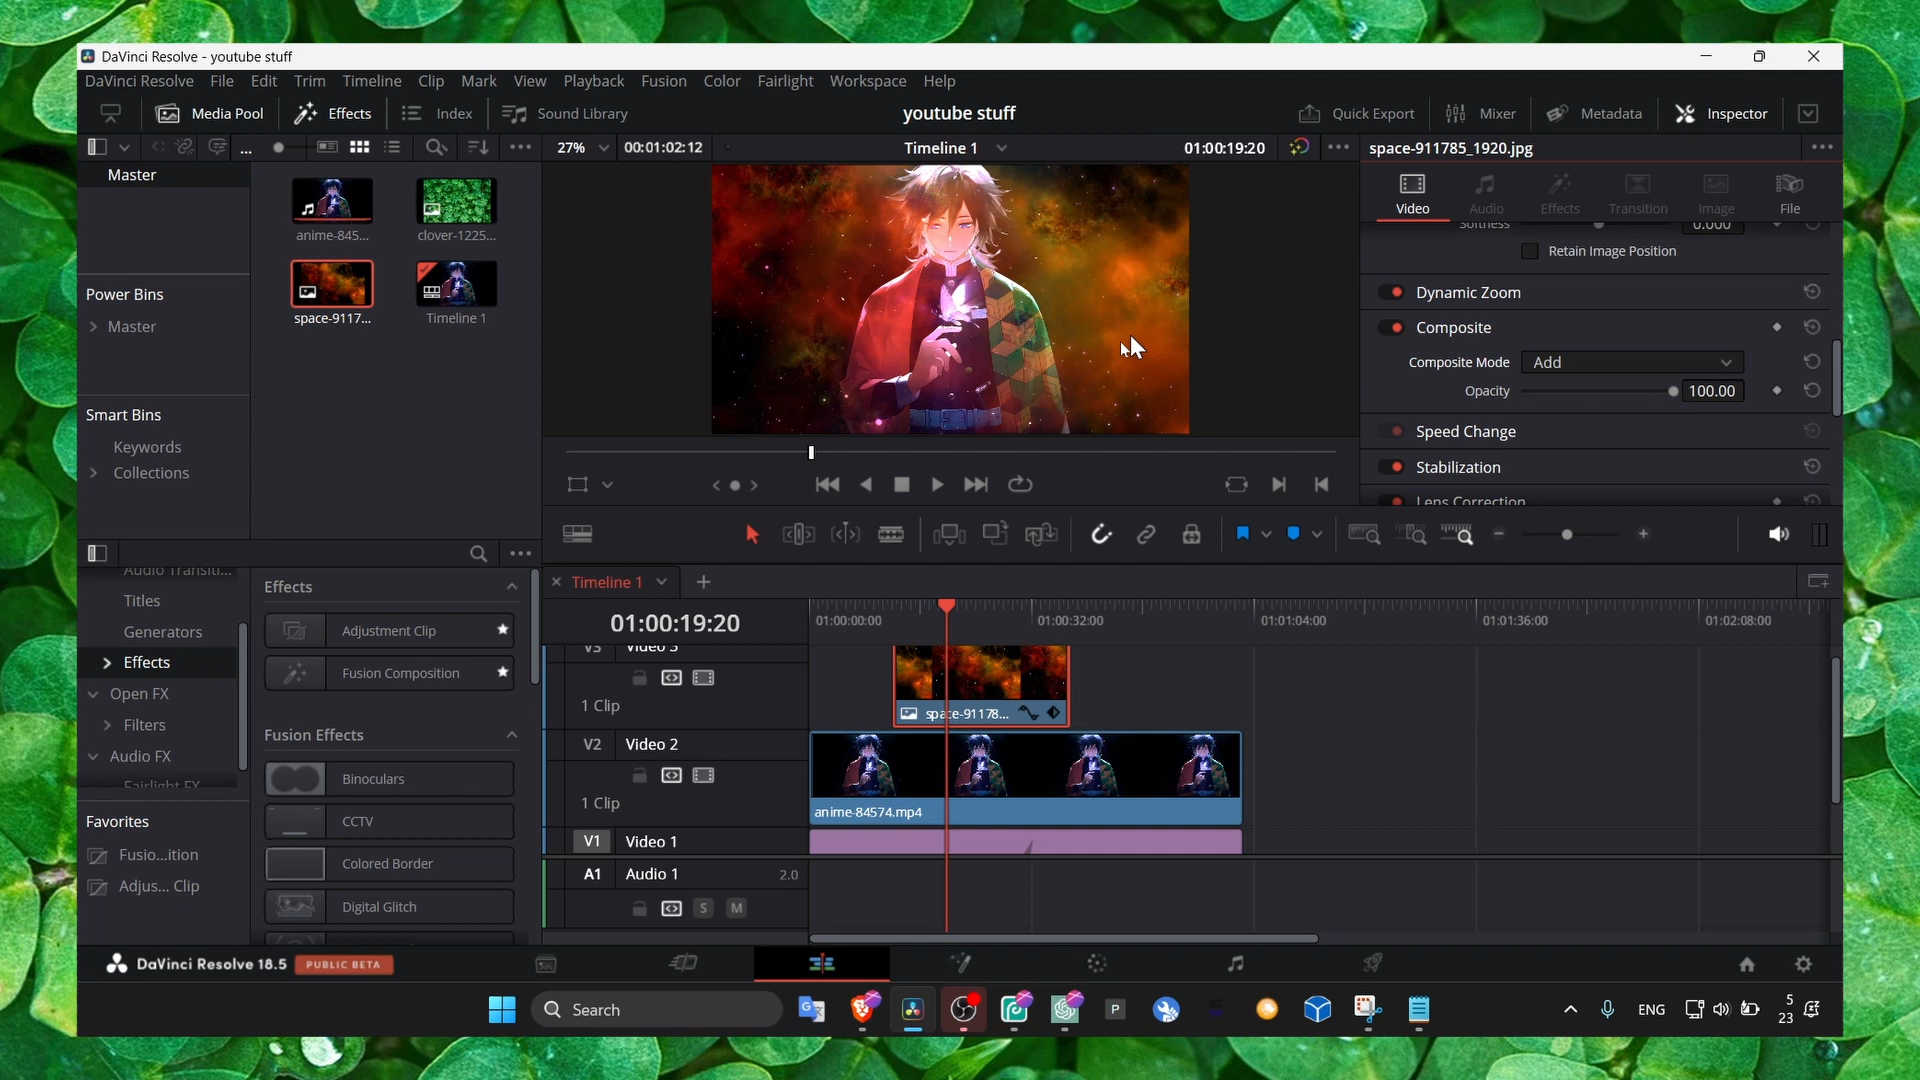 DaVinci Resolve - youtube stuff
DaVinci Resolve File Edit Trim Timeline Clip Mark View Playback Fusion Color Fairlight Workspace Help
Media Pool Effects Index Sound Library youtube stuff Quick Export Mixer Metadata Inspector
... 27% 00:01:02:12 Timeline 1 01:00:19:20 space-911785_1920.jpg
Master
Power Bins
Master
Smart Bins
Keywords
Collections
anime-845...
clover-1225...
space-9117...
Timeline 1
Video Audio Effects Transition Image File
Softness 0.000
Retain Image Position
Dynamic Zoom
Composite
Composite Mode Add
Opacity 100.00
Speed Change
Stabilization
Lens Correction
Audio Transiti...
Titles
Generators
Effects
Open FX
Filters
Audio FX
Fairlight FX
Favorites
Fusio...ition
Adjus... Clip
Effects
Adjustment Clip
Fusion Composition
Fusion Effects
Binoculars
CCTV
Colored Border
Digital Glitch
Timeline 1
01:00:19:20
01:00:00:00 01:00:32:00 01:01:04:00 01:01:36:00 01:02:08:00
V3 Video 3
1 Clip
space-91178...
V2 Video 2
1 Clip
anime-84574.mp4
V1 Video 1
A1 Audio 1 2.0
S M
DaVinci Resolve 18.5 PUBLIC BETA
Search
P
ENG
5
23